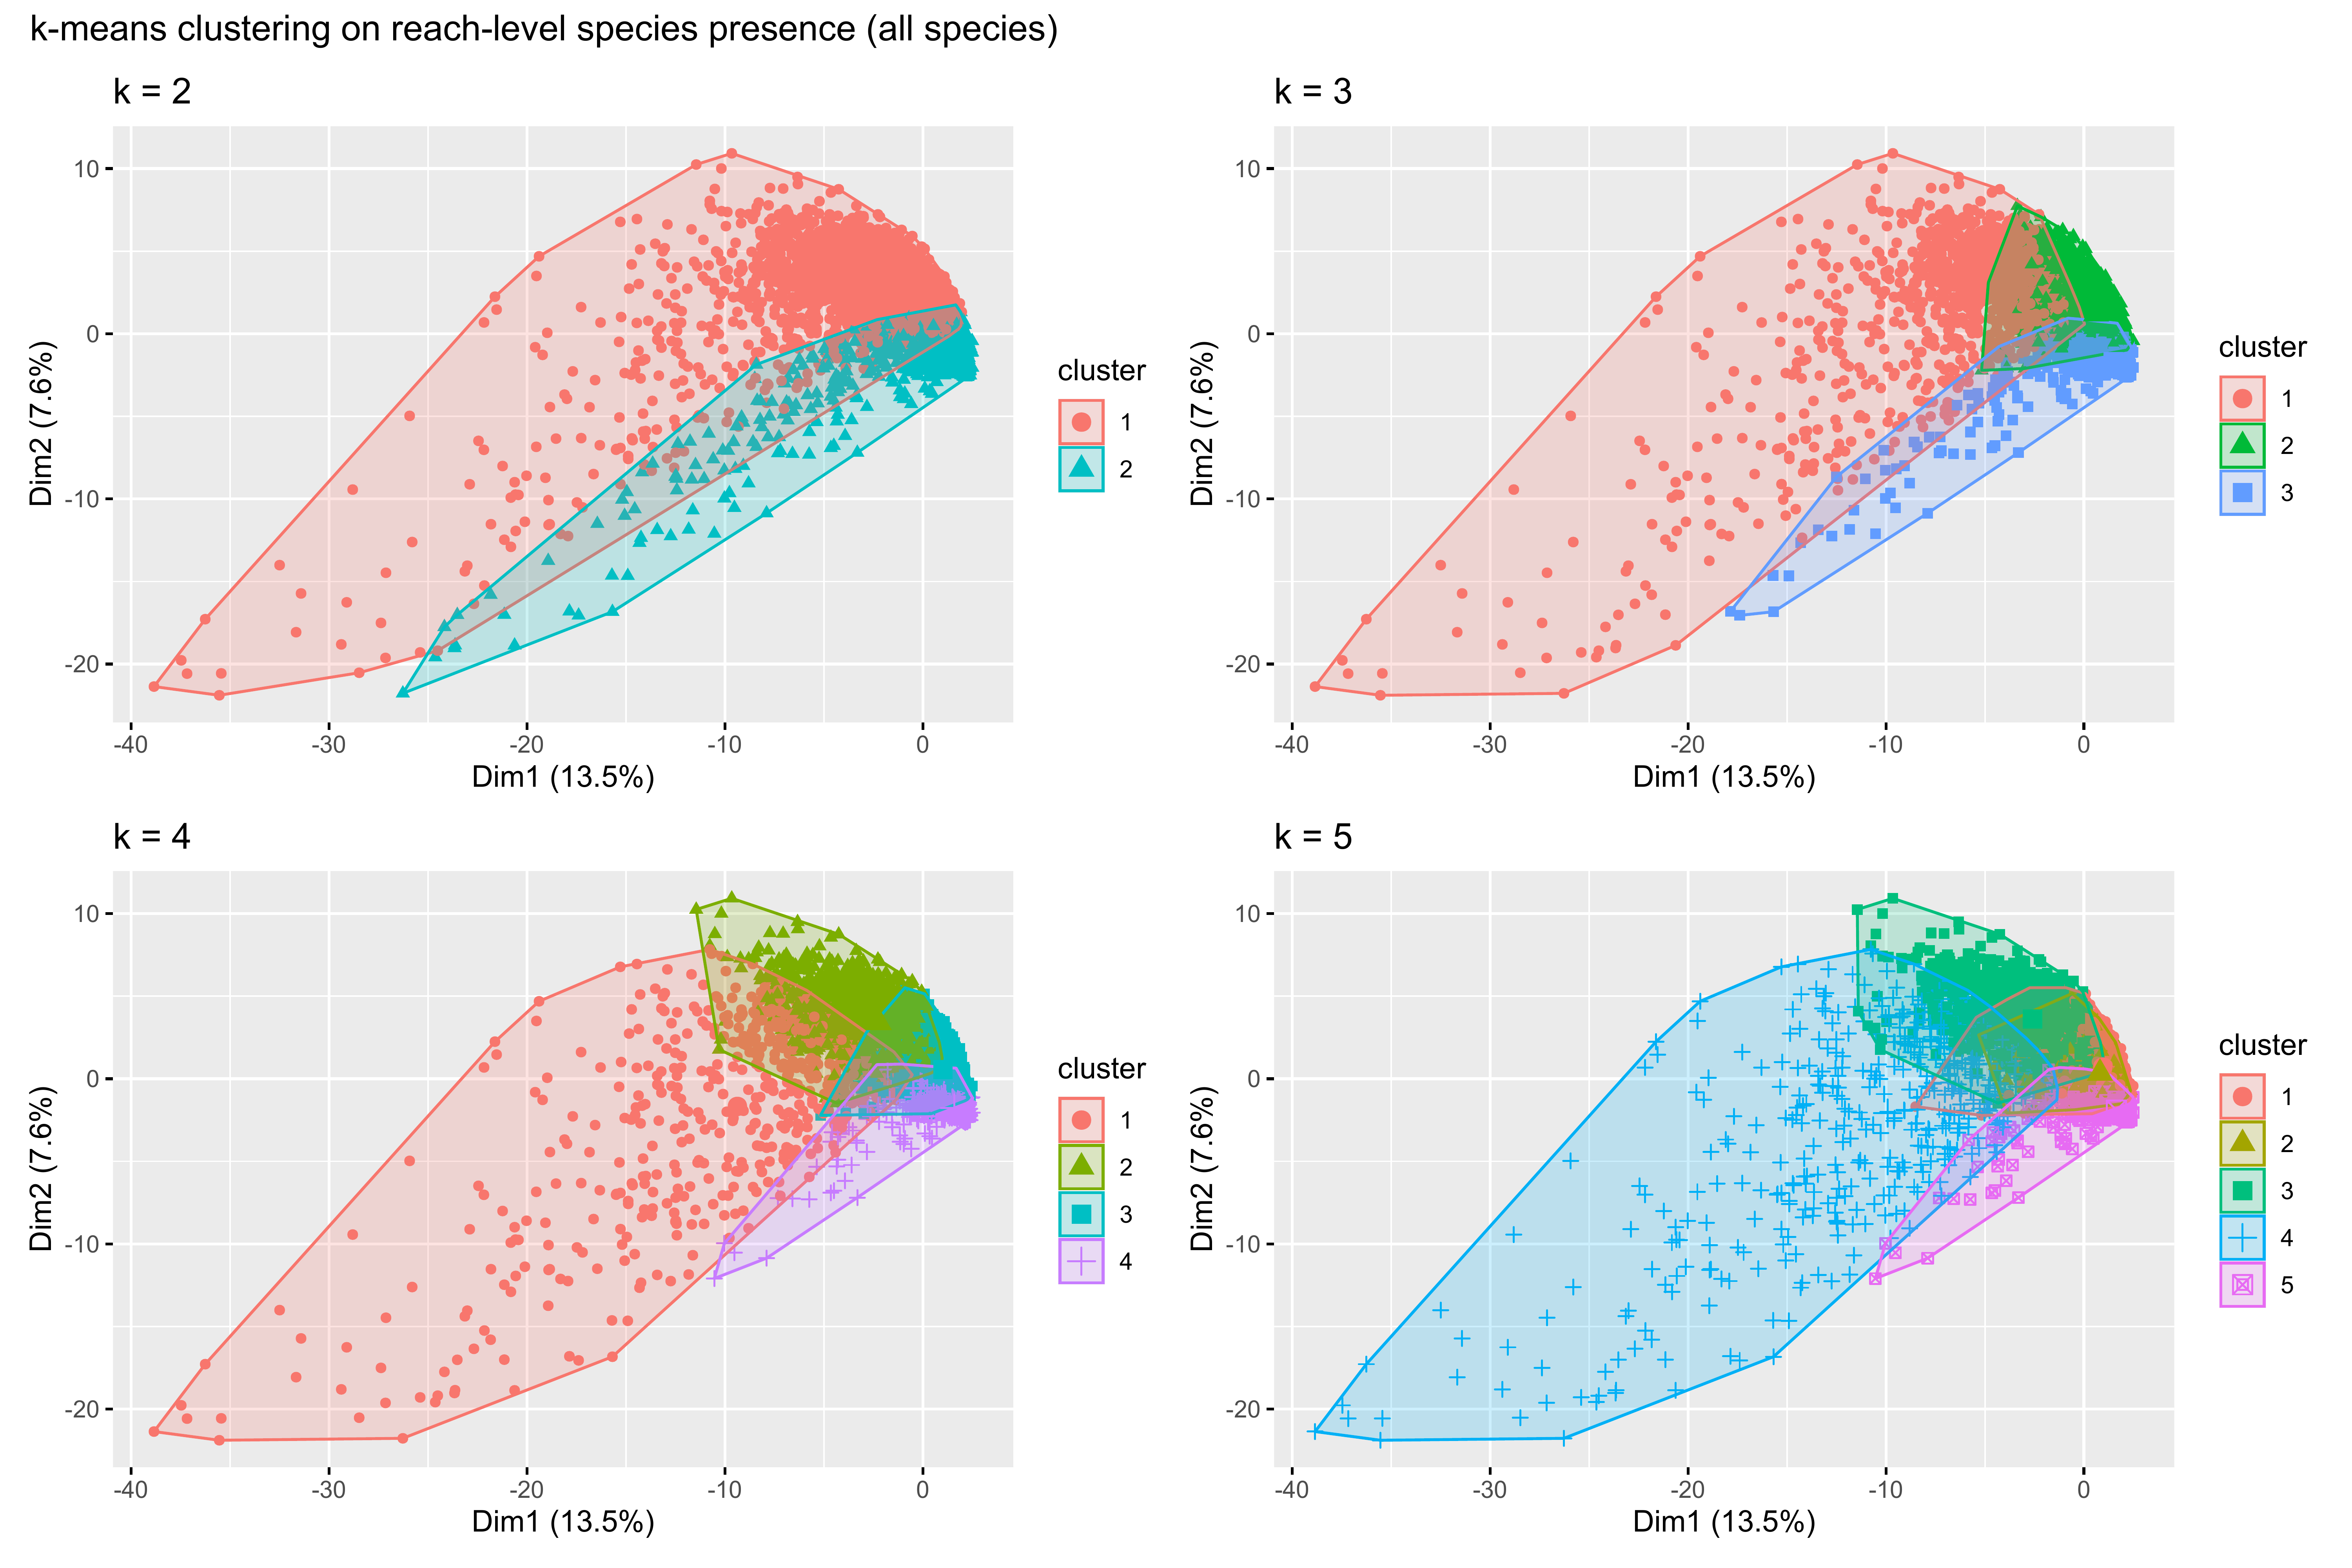 k-means clustering on reach-level species presence (all species)
k = 2
10
0
-10
-20
Dim2 (7.6%)
-40
-30
-20
-10
0
Dim1 (13.5%)
cluster
1
2
k = 3
10
0
-10
-20
Dim2 (7.6%)
-40
-30
-20
-10
0
Dim1 (13.5%)
cluster
1
2
3
k = 4
10
0
-10
-20
Dim2 (7.6%)
-40
-30
-20
-10
0
Dim1 (13.5%)
cluster
1
2
3
4
k = 5
10
0
-10
-20
Dim2 (7.6%)
-40
-30
-20
-10
0
Dim1 (13.5%)
cluster
1
2
3
4
5